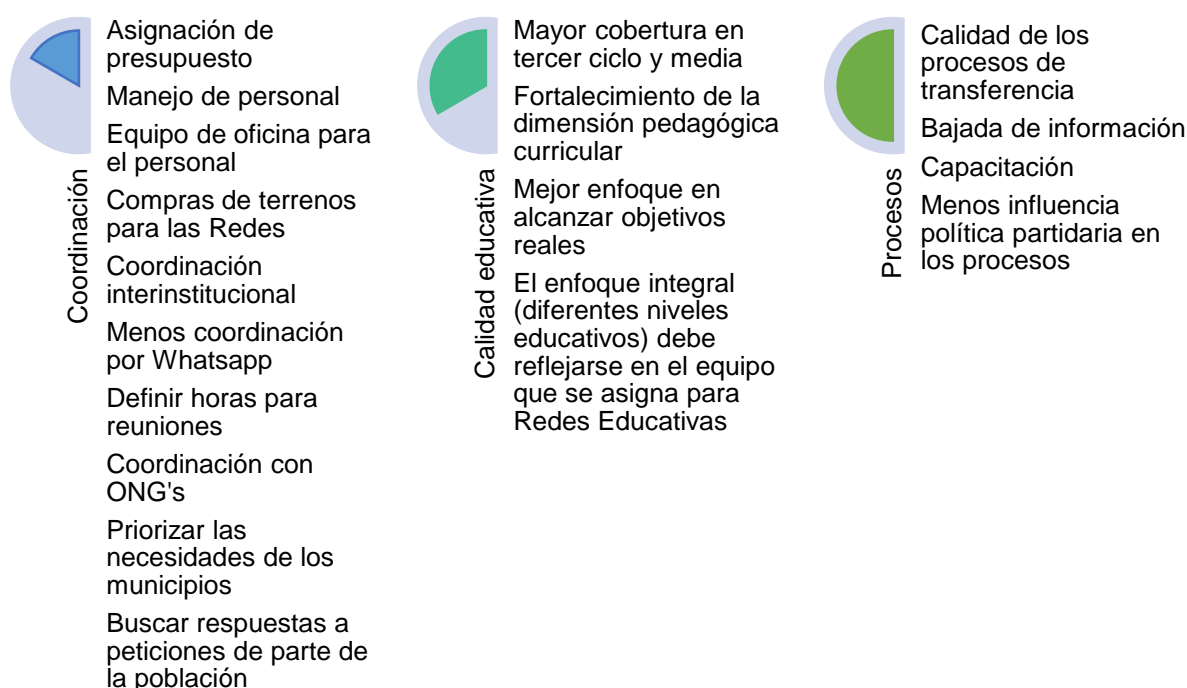 Coordinación
Asignación de
presupuesto
Manejo de personal
Equipo de oficina para
el personal
Compras de terrenos
para las Redes
Coordinación
interinstitucional
Menos coordinación
por Whatsapp
Definir horas para
reuniones
Coordinación con
ONG's
Priorizar las
necesidades de los
municipios
Buscar respuestas a
peticiones de parte de
la población
Calidad educativa
Mayor cobertura en
tercer ciclo y media
Fortalecimiento de la
dimensión pedagógica
curricular
Mejor enfoque en
alcanzar objetivos
reales
El enfoque integral
(diferentes niveles
educativos) debe
reflejarse en el equipo
que se asigna para
Redes Educativas
Procesos
Calidad de los
procesos de
transferencia
Bajada de información
Capacitación
Menos influencia
política partidaria en
los procesos